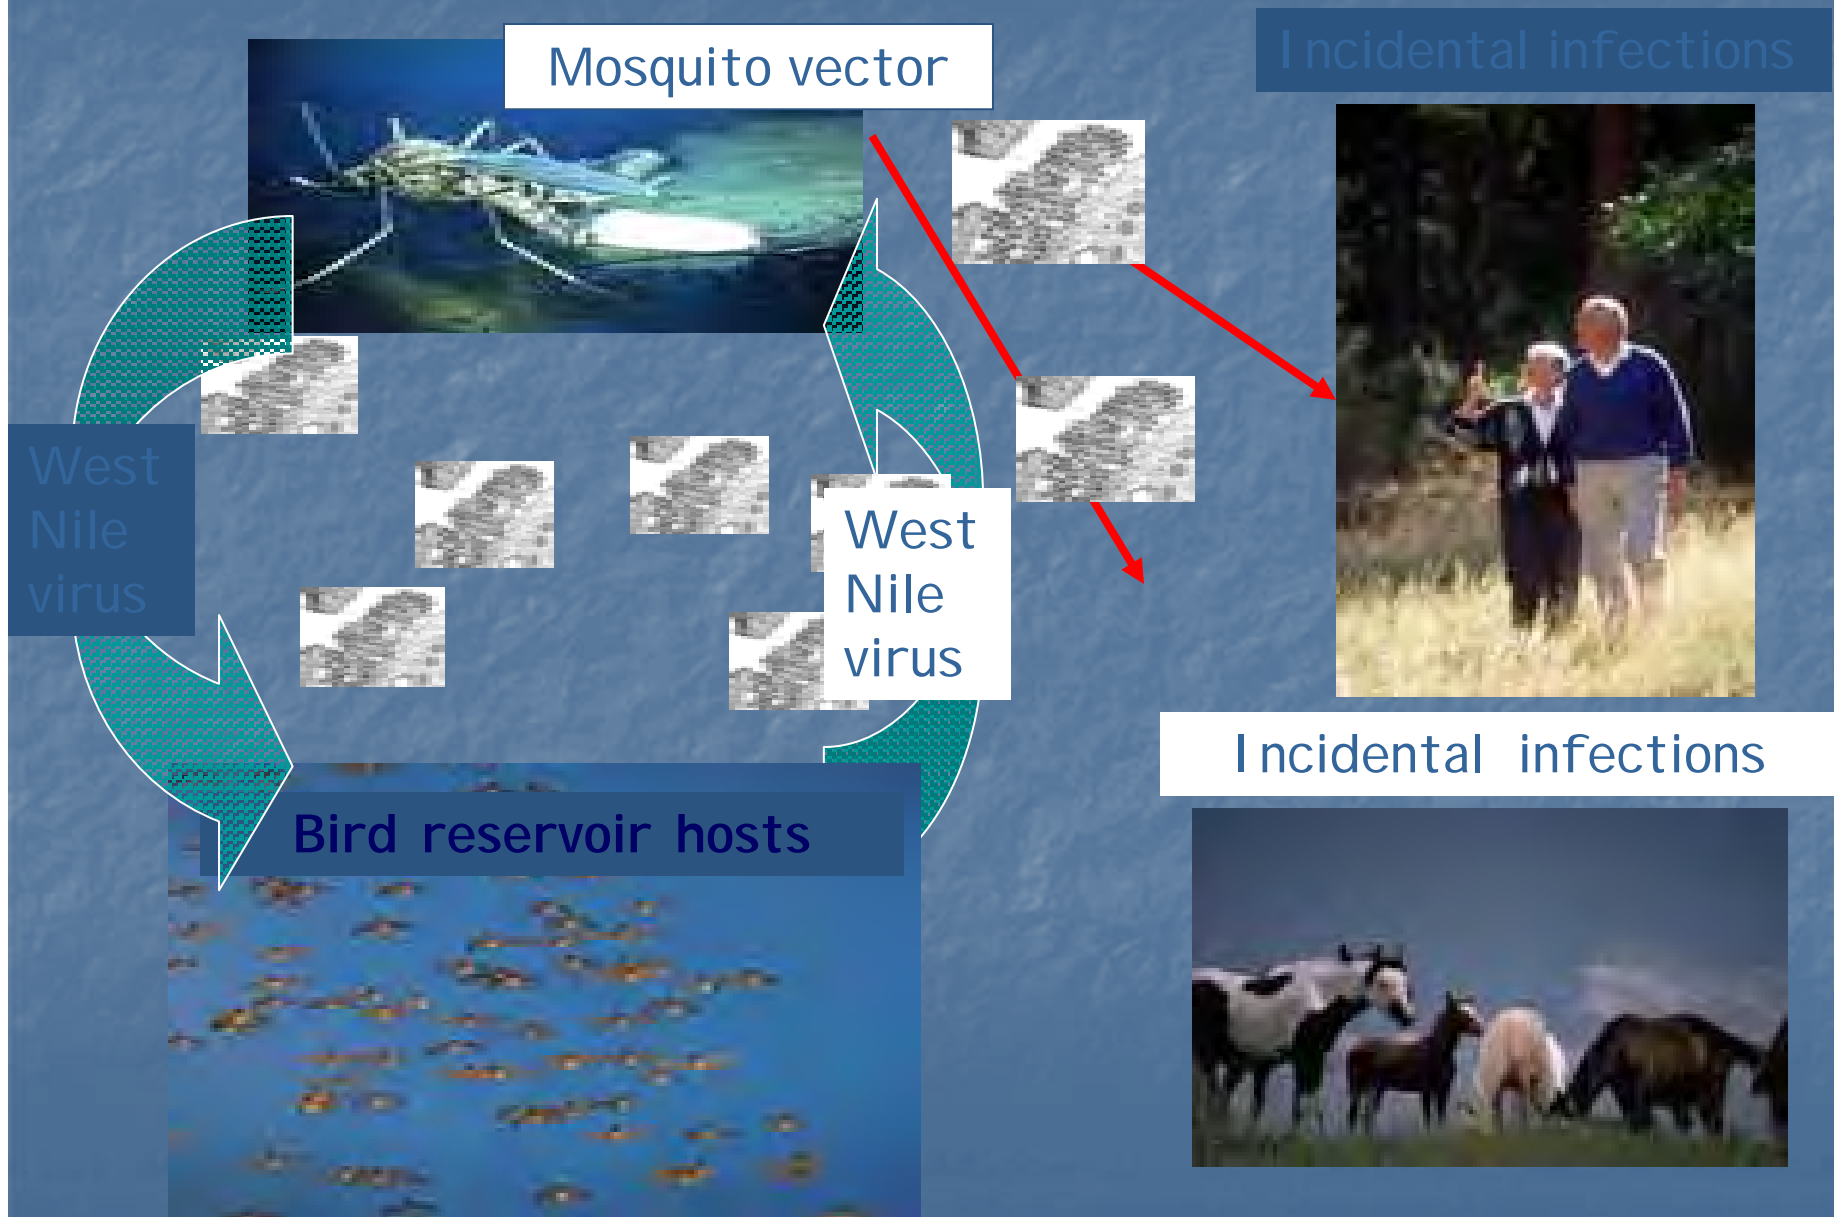 Mosquito vector
Incidental infections
West
Nile
virus
West
Nile
virus
Incidental infections
Bird reservoir hosts